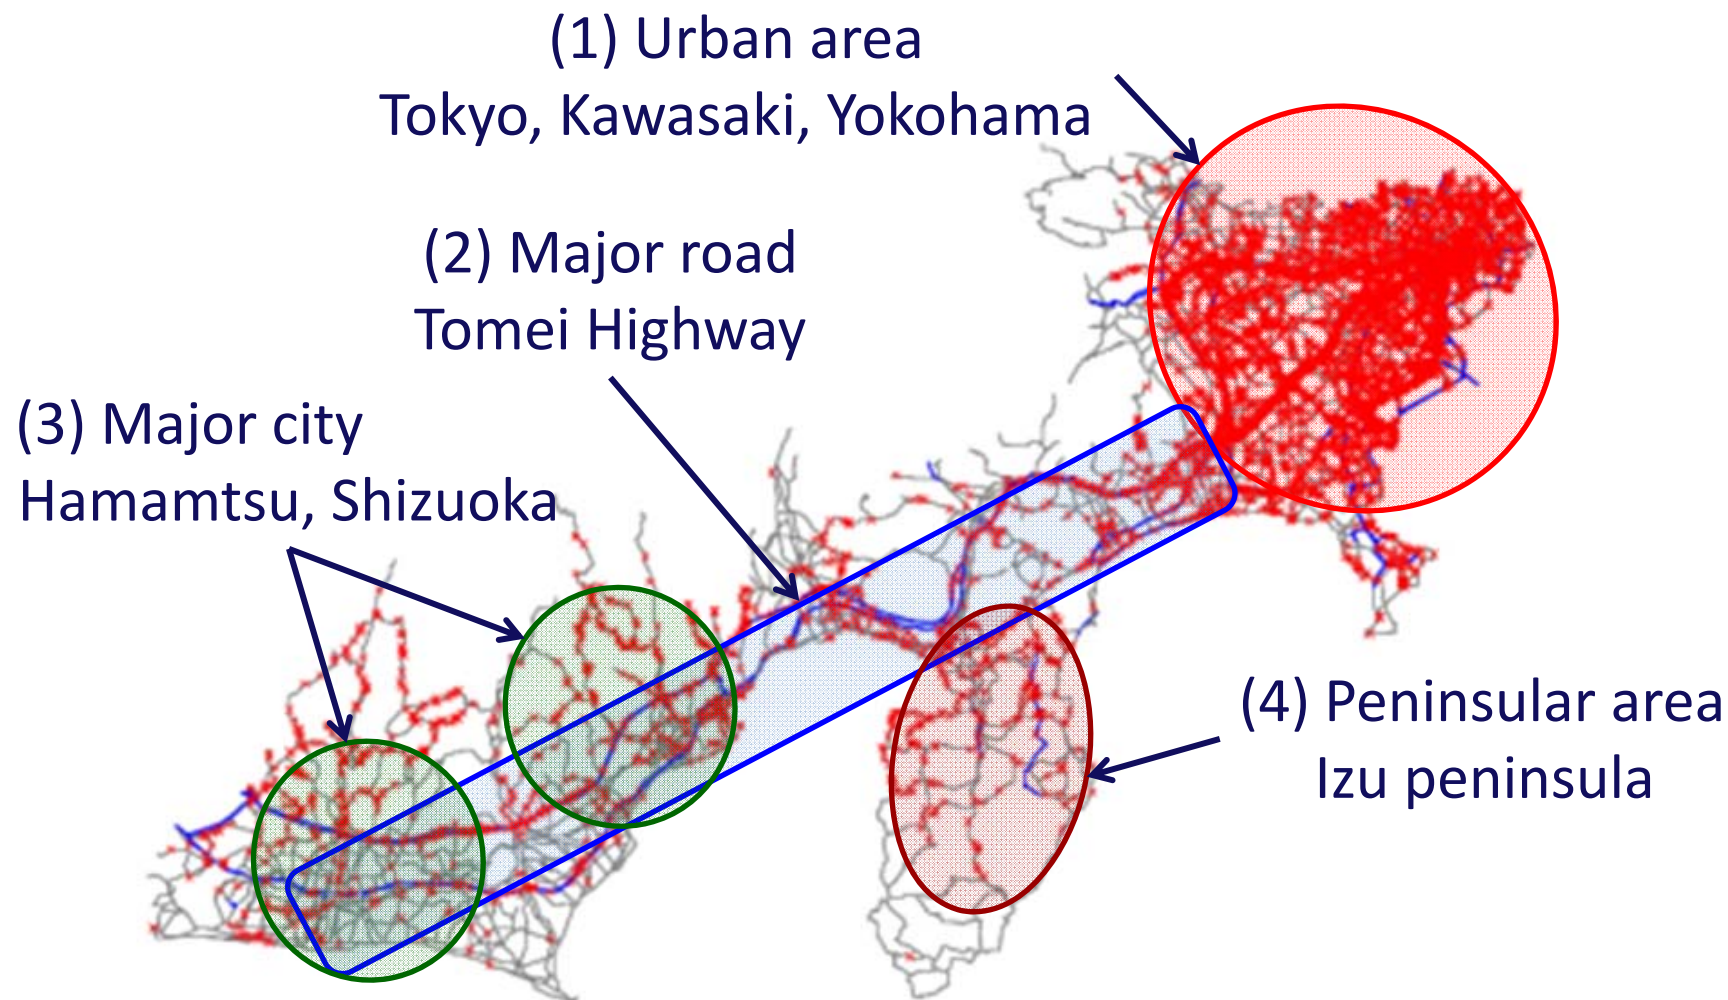 (1) Urban area
Tokyo, Kawasaki, Yokohama
(2) Major road
Tomei Highway
(3) Major city
Hamamtsu, Shizuoka
(4) Peninsular area
Izu peninsula